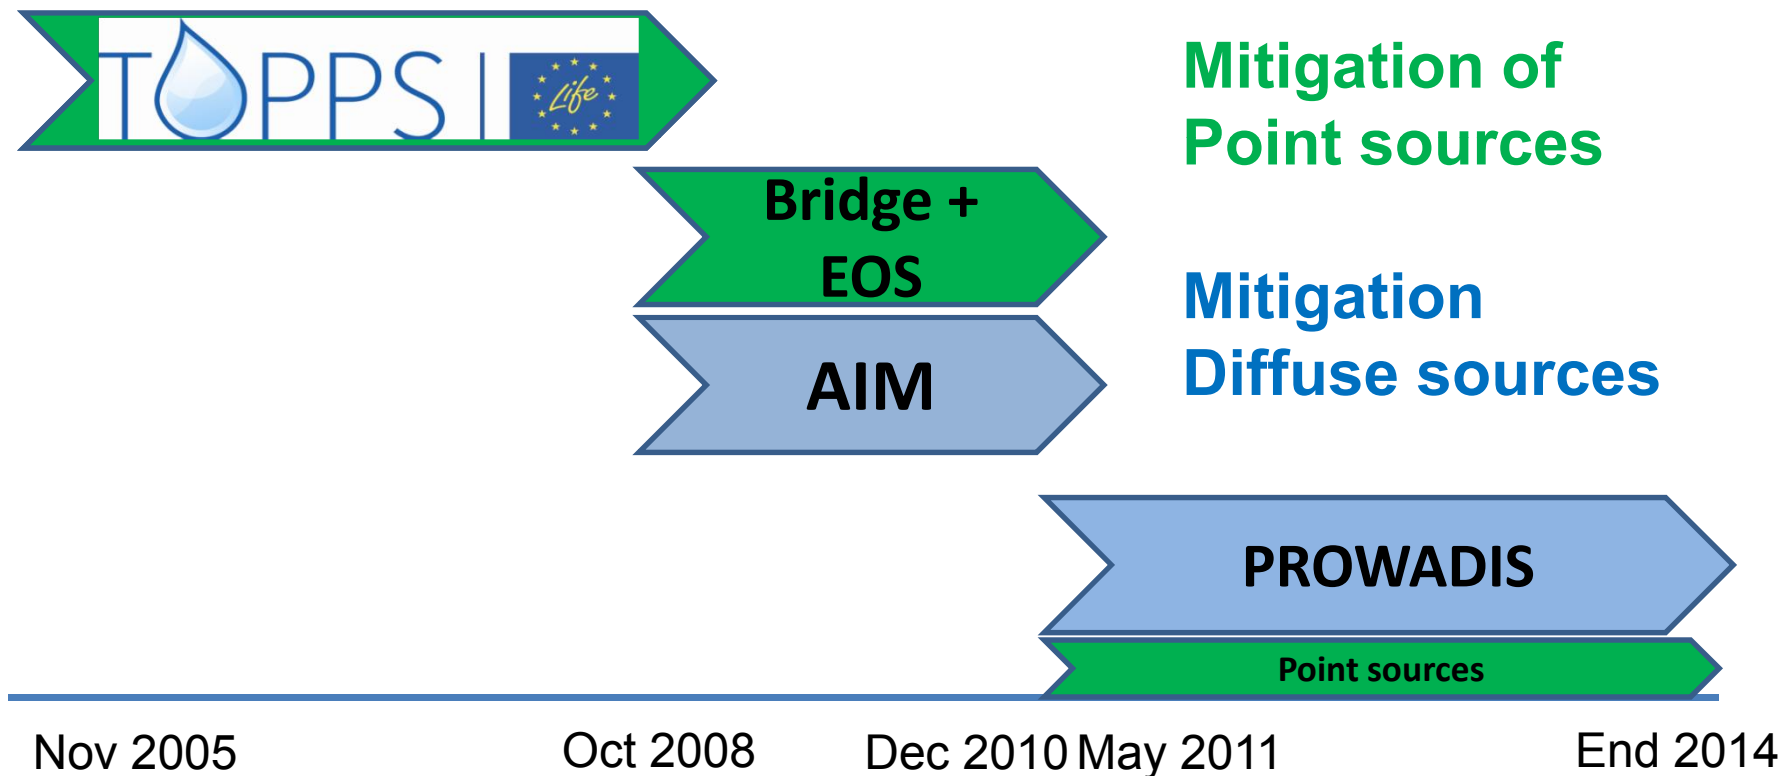 TOPPS | Life
Mitigation of
Point sources
Bridge +
EOS
Mitigation
Diffuse sources
AIM
PROWADIS
Point sources
Nov 2005 Oct 2008 Dec 2010 May 2011 End 2014